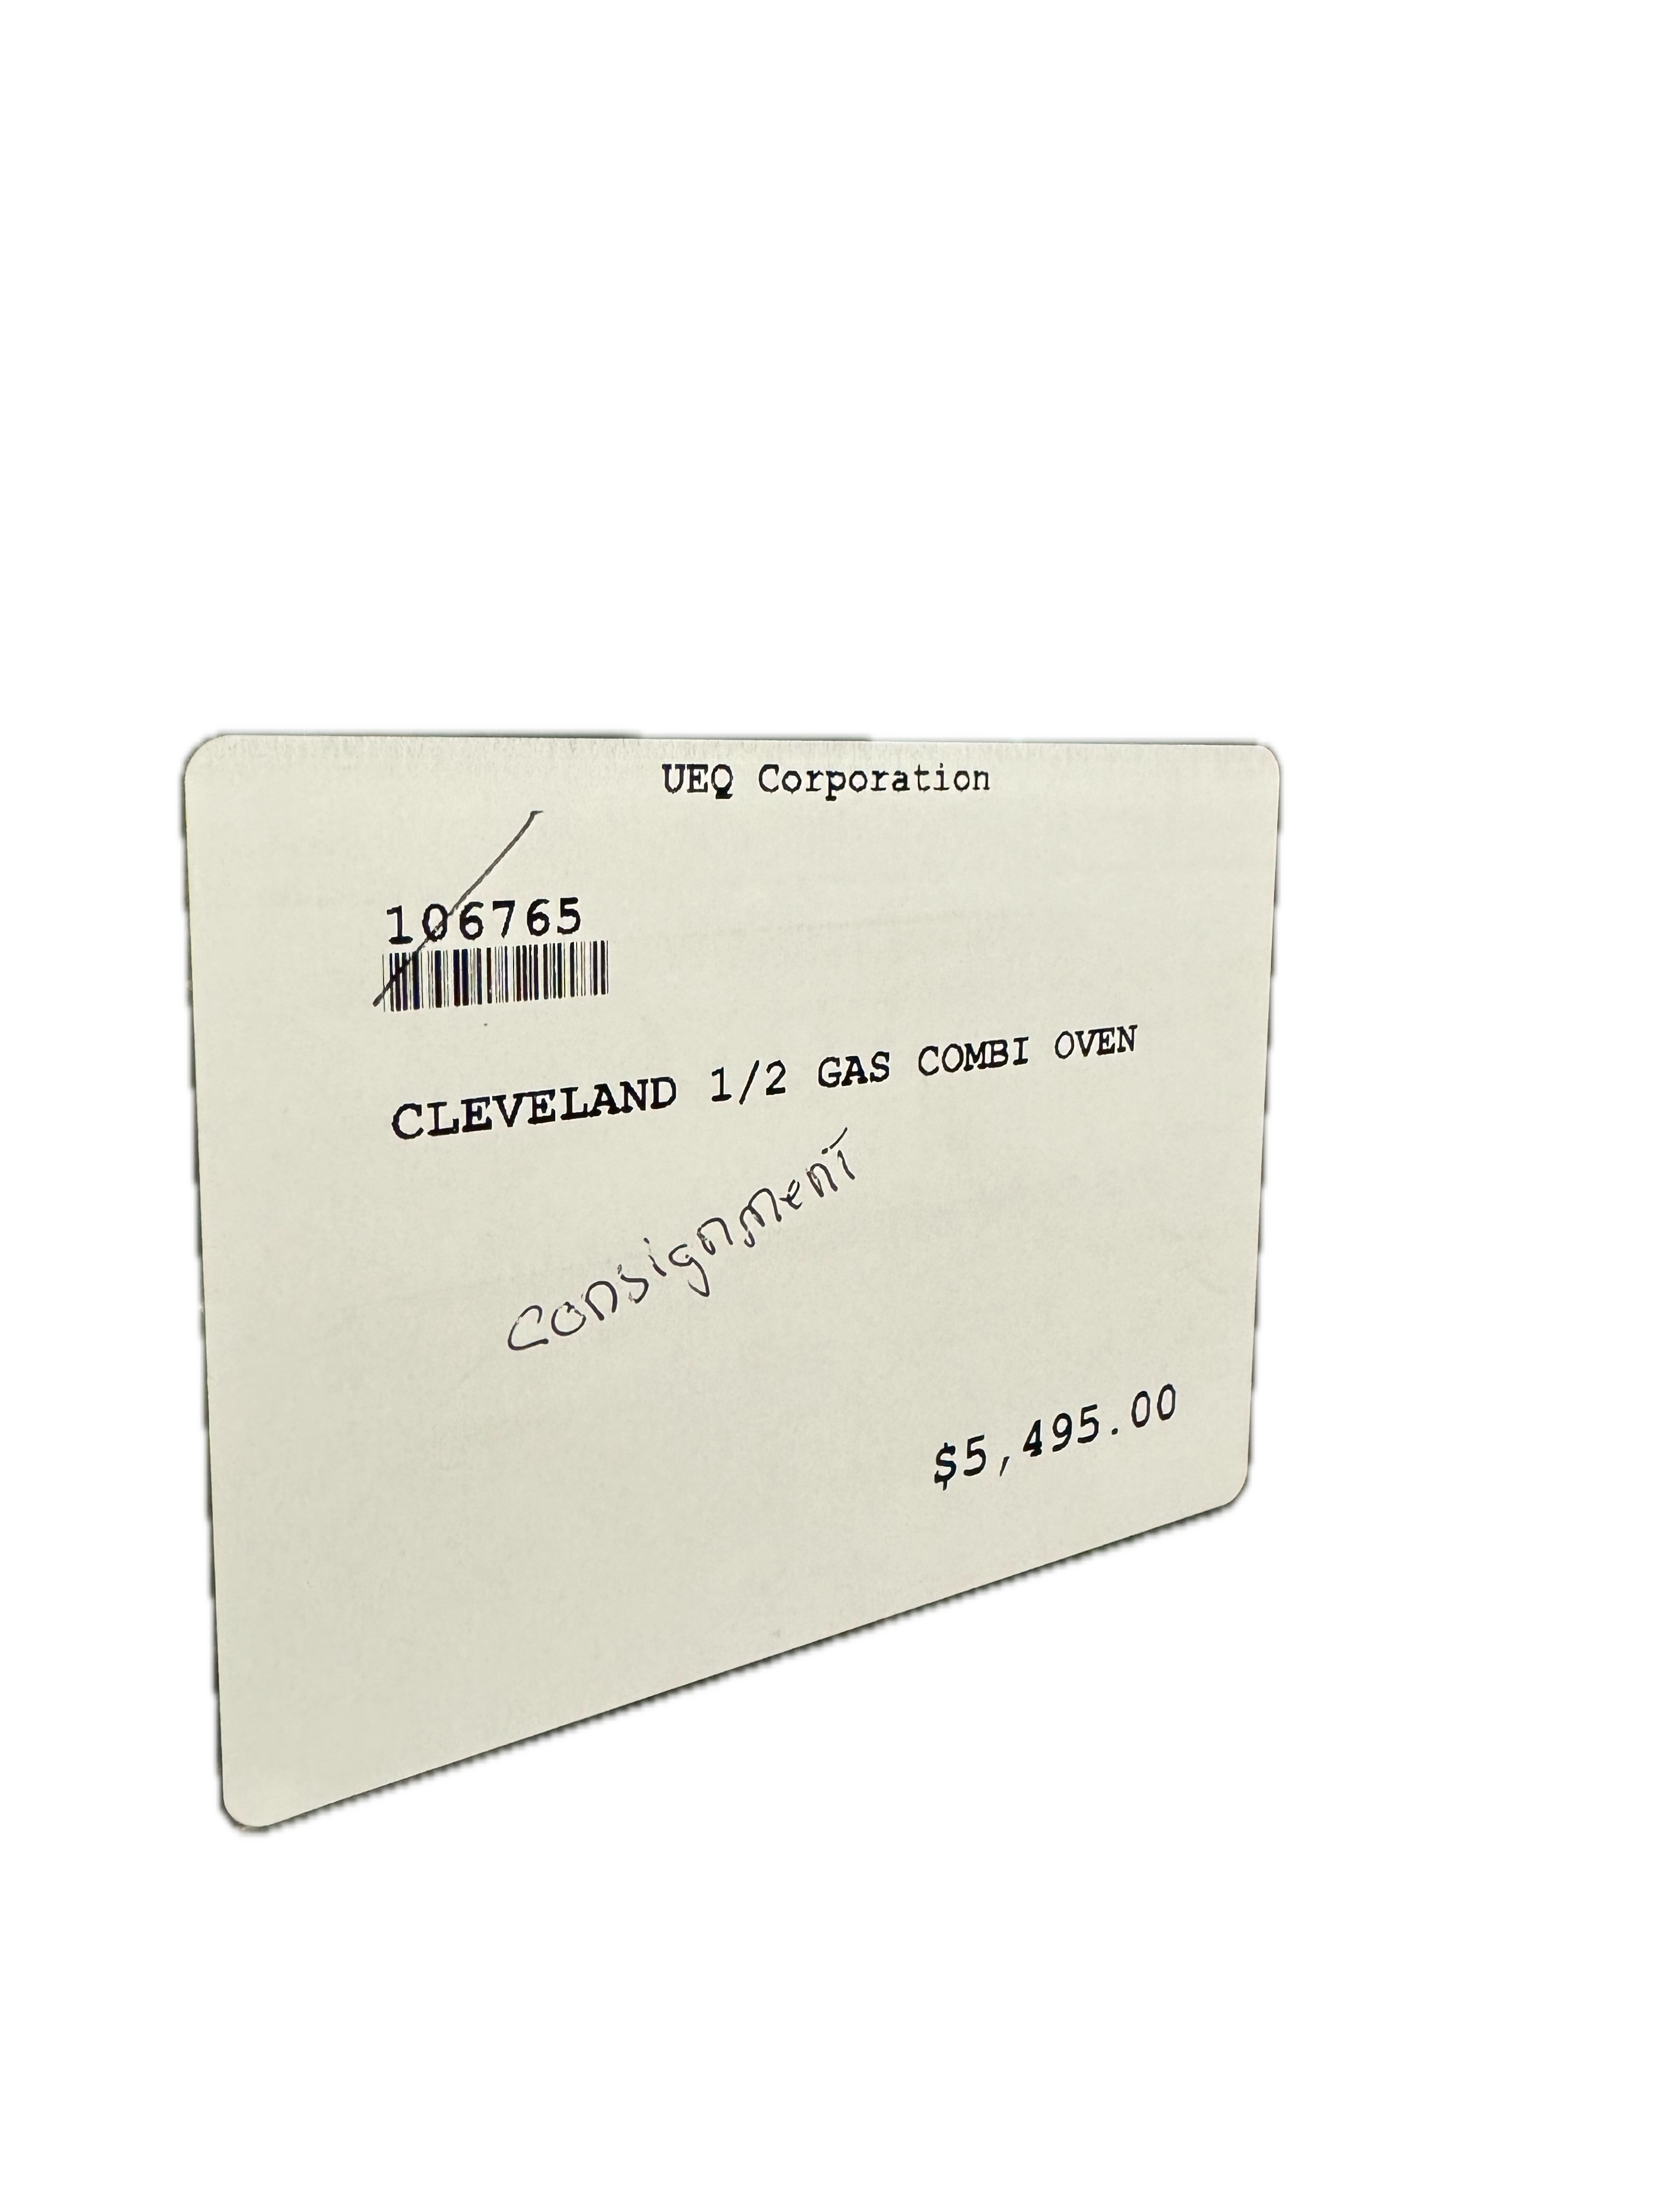 UEQ Corporation
106765
CLEVELAND 1/2 GAS COMBI OVEN
consignment
$5,495.00